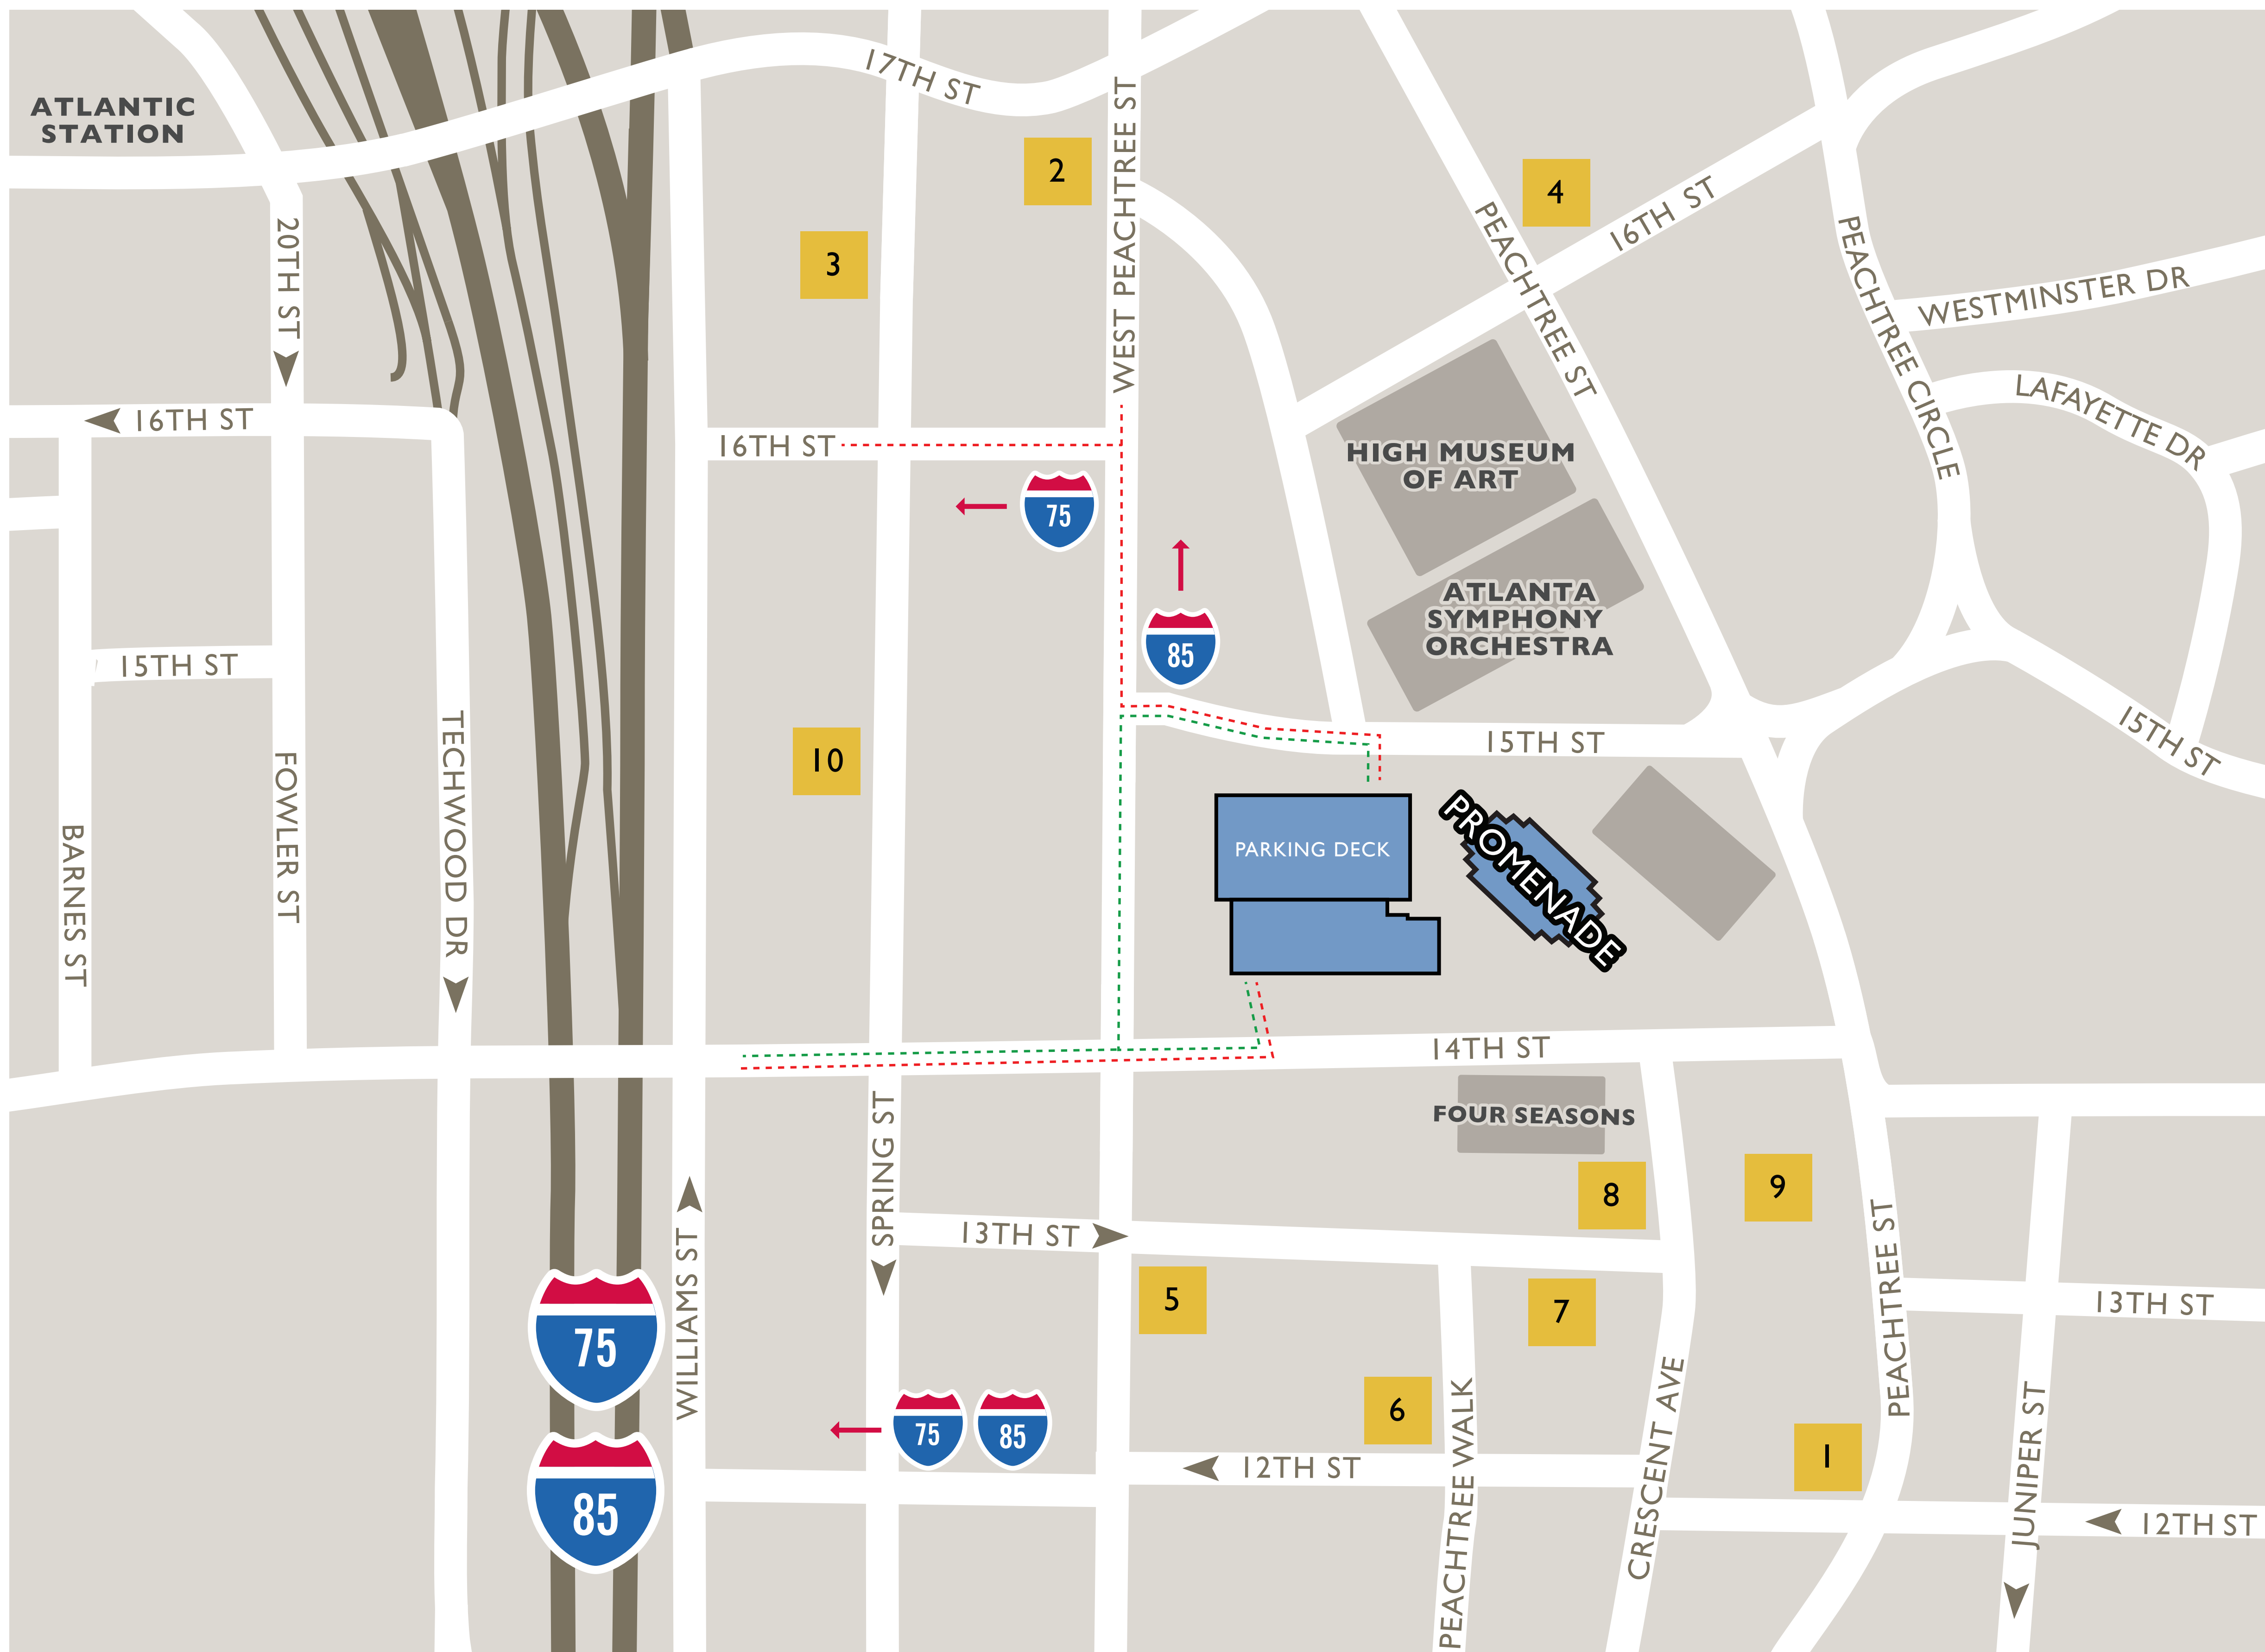 17TH ST
ATLANTIC
STATION
WEST PEACHTREE ST
2
4
16TH ST
PEACHTREE ST
3
20TH ST
PEACHTREE CIRCLE
WESTMINSTER DR
LAFAYETTE DR
16TH ST
16TH ST
HIGH MUSEUM
OF ART
75
ATLANTA
SYMPHONY
ORCHESTRA
85
15TH ST
TECHWOOD DR
FOWLER ST
BARNES ST
10
15TH ST
15TH ST
PARKING DECK
PROMENADE
14TH ST
FOUR SEASONS
SPRING ST
8
9
13TH ST
WILLIAMS ST
5
7
13TH ST
PEACHTREE ST
75
6
PEACHTREE WALK
CRESCENT AVE
JUNIPER ST
75
85
1
12TH ST
85
12TH ST